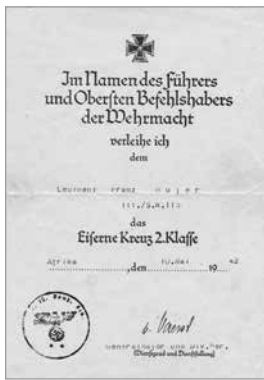 Im Namen des Führers
und Obersten Befehlshabers
der Wehrmacht
verleihe ich
dem
Leutnant Franz
das
Eiserne Kreuz 2.Klasse
Afrika ,den 10.Mai 19 42
Generalmajor und Div.
(Dienstgrad und Dienststellung)